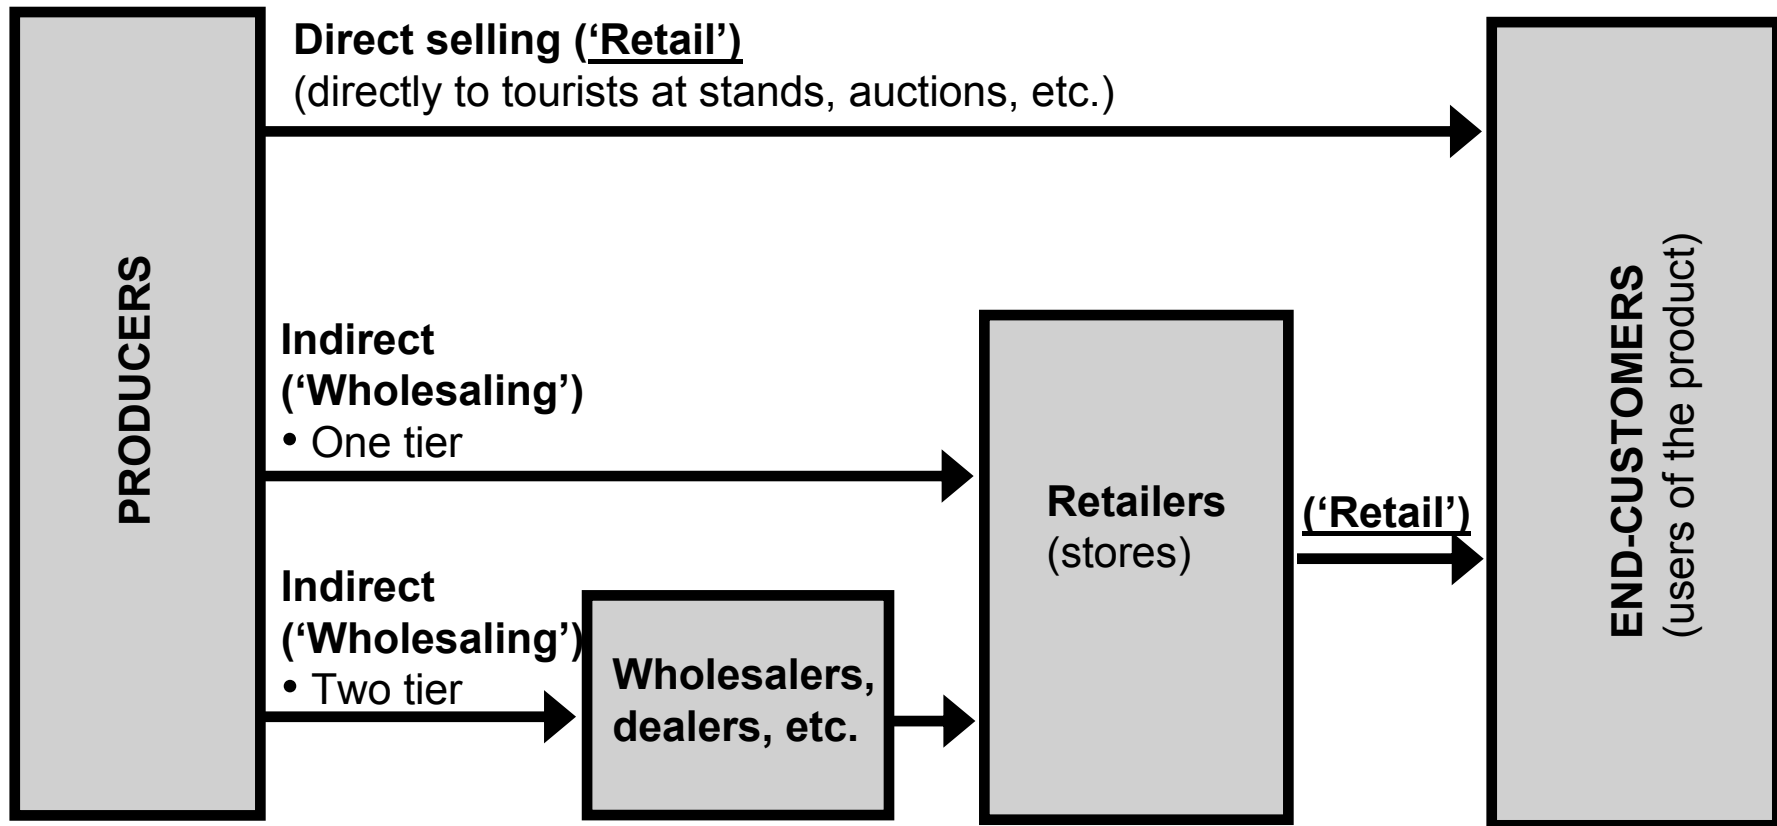 Direct selling (‘Retail’)
(directly to tourists at stands, auctions, etc.)
PRODUCERS
Indirect
(‘Wholesaling’)
• One tier
Indirect
(‘Wholesaling’)
• Two tier
Wholesalers,
dealers, etc.
Retailers
(stores)
(‘Retail’)
END-CUSTOMERS
(users of the product)